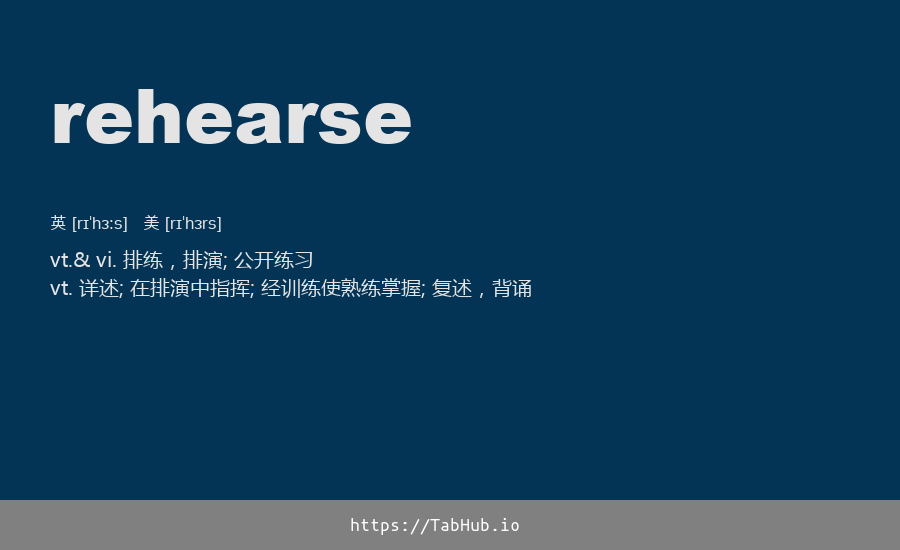 rehearse
英 [rɪˈhɜːs]   美 [rɪˈhɜrs]
vt.& vi. 排练，排演; 公开练习
vt. 详述; 在排演中指挥; 经训练使熟练掌握; 复述，背诵
https://TabHub.io